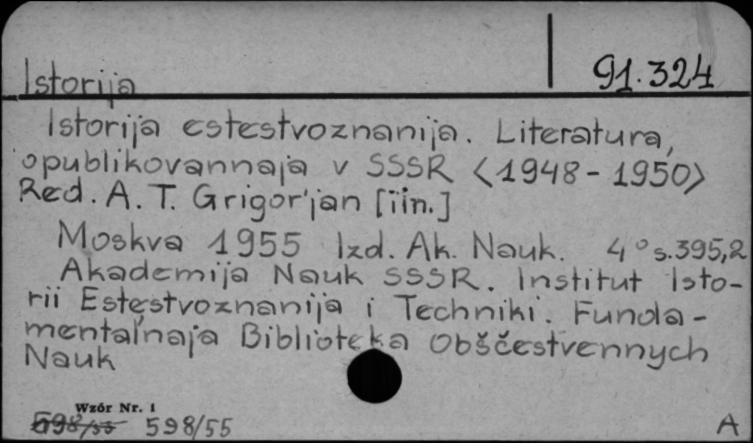 Istorija 91.324
Istorija estestvoznanija. Literatura,
opublikovannaja v SSSR <1948-1950>
Red. A. T. Grigor'jan [iin.]
Moskva 1955 Izd. Ak. Nauk. 4° s.395,2
Akademija Nauk SSSR. Institut Isto-
rii Estestvoznanija i Techniki. Funda-
mental'naja Biblioteka Obščestvennych
Nauk
Wzór Nr. 1
598/55 598/55 A